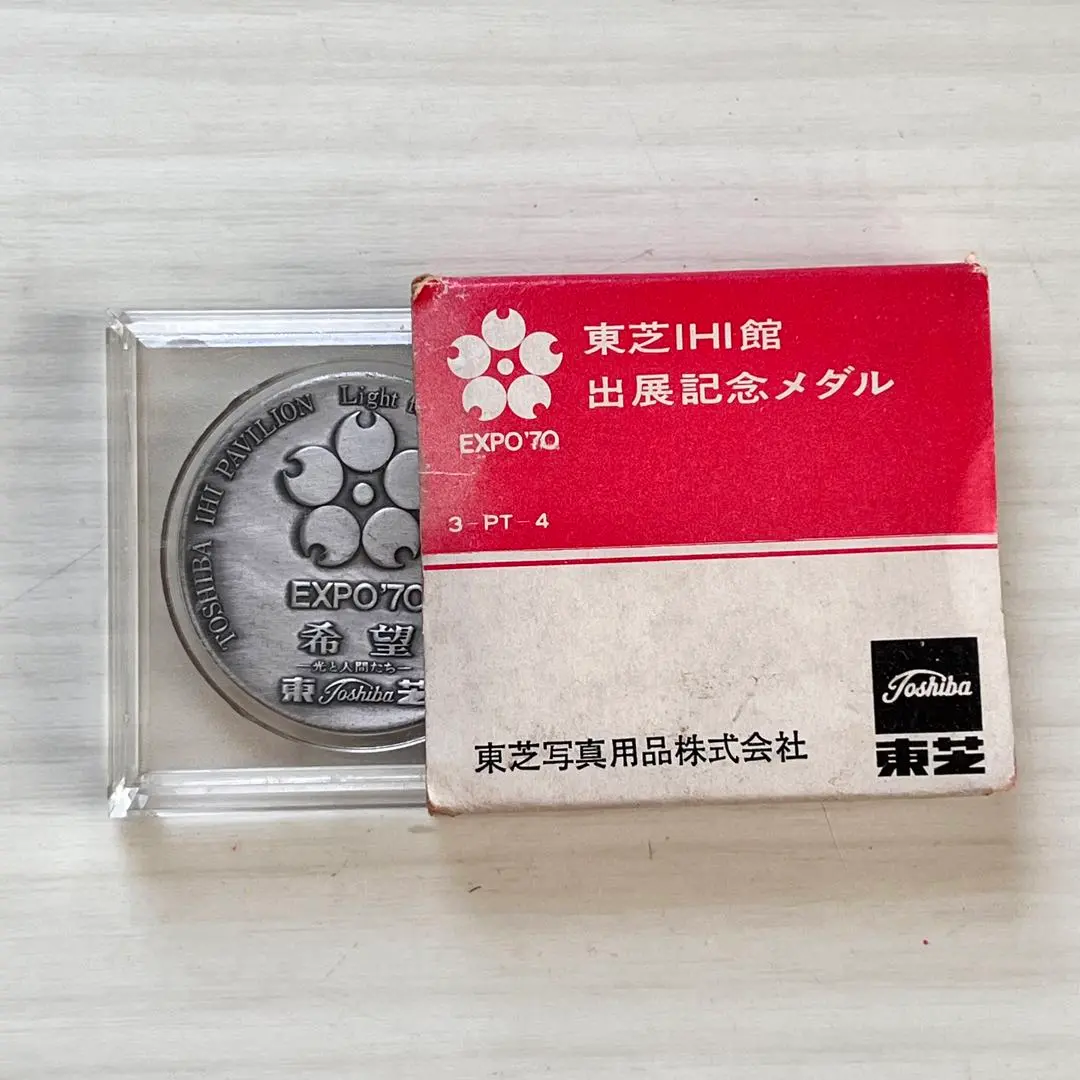 TOSHIBA IHI PAVILION Light
EXPO'70
希望
—光と人間たち—
東 Toshiba 芝
東芝IHI館
出展記念メダル
EXPO'70
3-PT-4
Toshiba
東芝
東芝写真用品株式会社